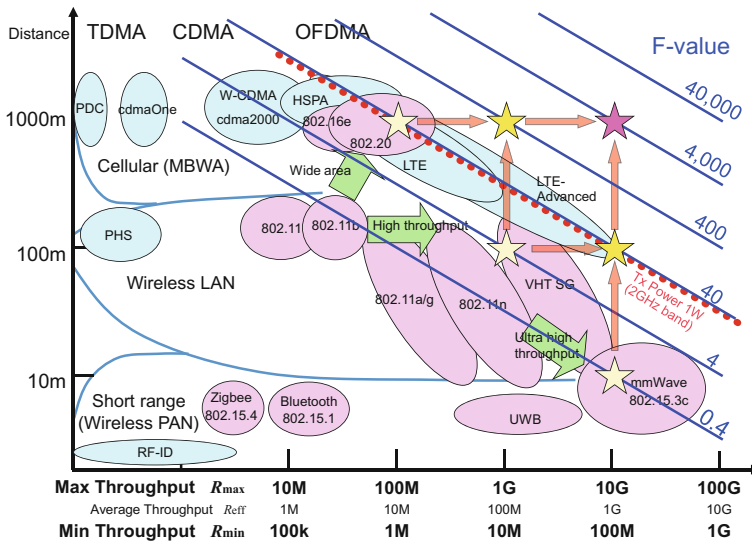 Distance
TDMA
CDMA
OFDMA
F-value
40,000
4,000
400
40
4
0.4
1000m
100m
10m
PDC
cdmaOne
W-CDMA
cdma2000
HSPA
802.16e
802.20
LTE
LTE-
Advanced
Cellular (MBWA)
Wide area
PHS
802.11
802.11b
High throughput
Tx Power 1W
(2GHz band)
Wireless LAN
802.11a/g
802.11n
VHT SG
Ultra high
throughput
mmWave
802.15.3c
Short range
(Wireless PAN)
Zigbee
802.15.4
Bluetooth
802.15.1
UWB
RF-ID
Max Throughput Rmax 10M 100M 1G 10G 100G
Average Throughput Reff 1M 10M 100M 1G 10G
Min Throughput Rmin 100k 1M 10M 100M 1G